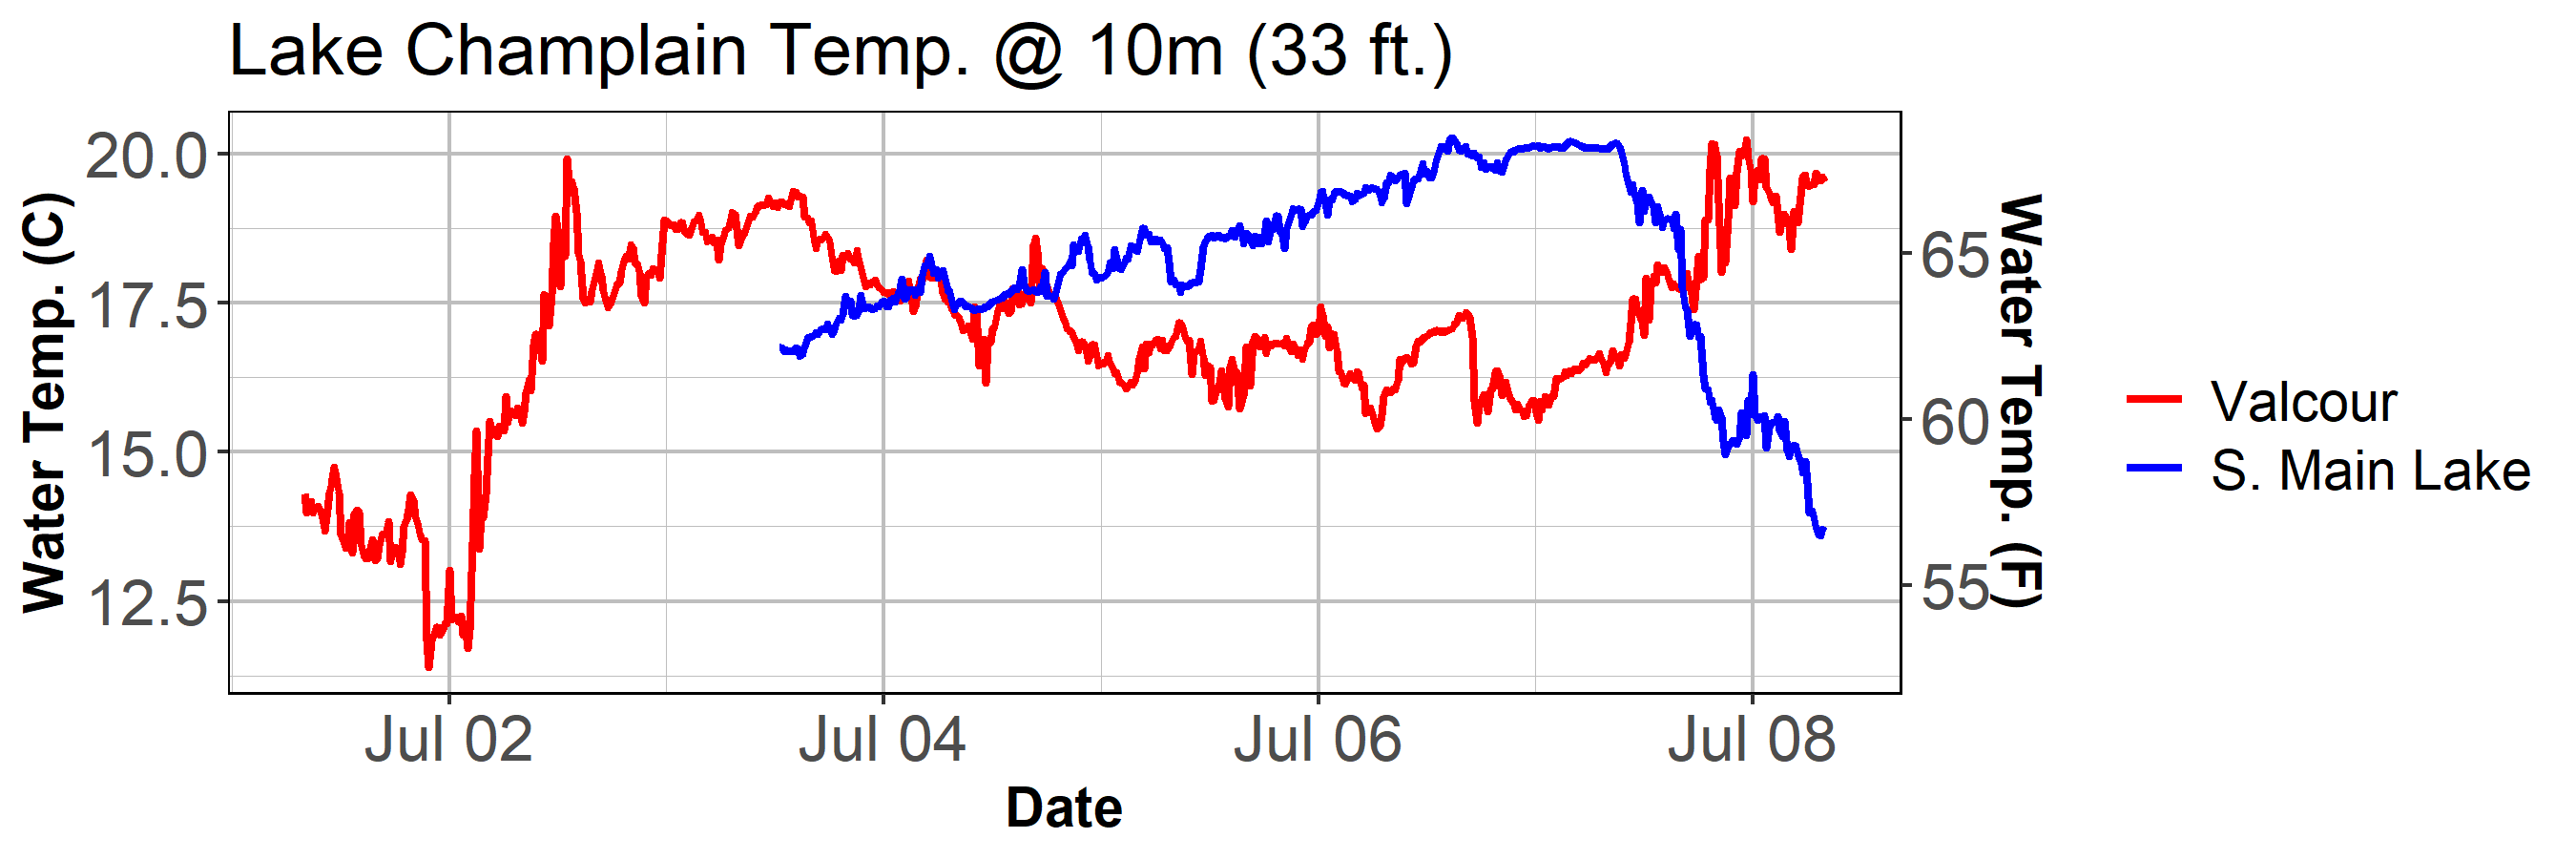 Lake Champlain Temp. @ 10m (33 ft.)
Water Temp. (C)
20.0
17.5
15.0
12.5
65
60
55
Water Temp. (F)
Jul 02
Jul 04
Jul 06
Jul 08
Date
Valcour
S. Main Lake